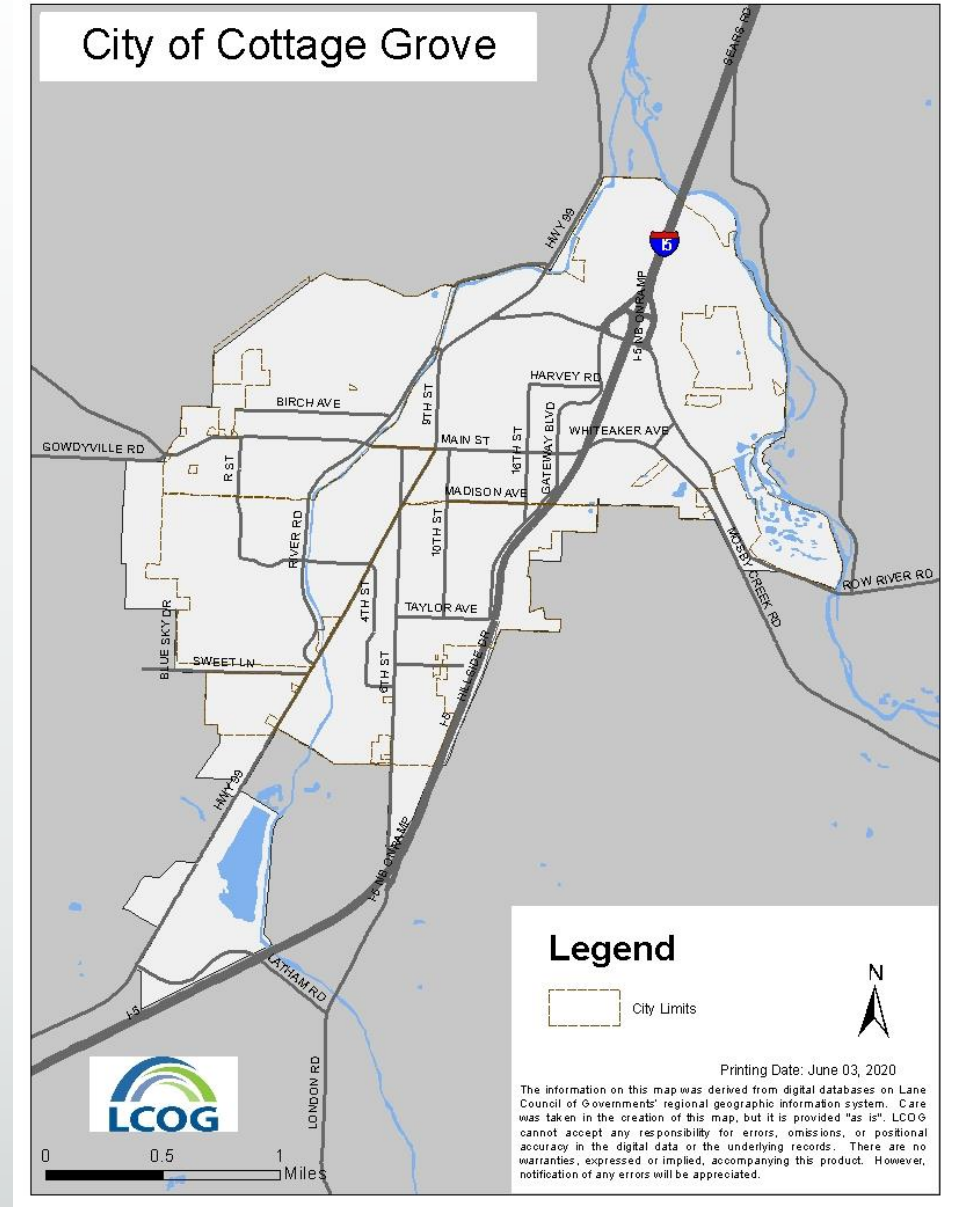 City of Cottage Grove
SEARS RD
HWY 99
I5
I-5 NB ONRAMP
HARVEY RD
BIRCH AVE
9TH ST
GATEWAY BLVD
WHITEAKER AVE
MAIN ST
16TH ST
GOWDYVILLE RD
R ST
MADISON AVE
RIVER RD
10TH ST
MOSBY CREEK RD
ROW RIVER RD
4TH ST
TAYLOR AVE
BLUE SKY DR
SWEET LN
6TH ST
HILLSIDE DR
I-5
HWY 99
I-5 NB ONRAMP
LATHAM RD
I-5
LONDON RD
Legend
City Limits
N
Printing Date: June 03, 2020
The information on this map was derived from digital databases on Lane
Council of Governments' regional geographic information system. Care
was taken in the creation of this map, but it is provided "as is". LCOG
cannot accept any responsibility for errors, omissions, or positional
accuracy in the digital data or the underlying records. There are no
warranties, expressed or implied, accompanying this product. However,
notification of any errors will be appreciated.
LCOG
0 0.5 1
Miles